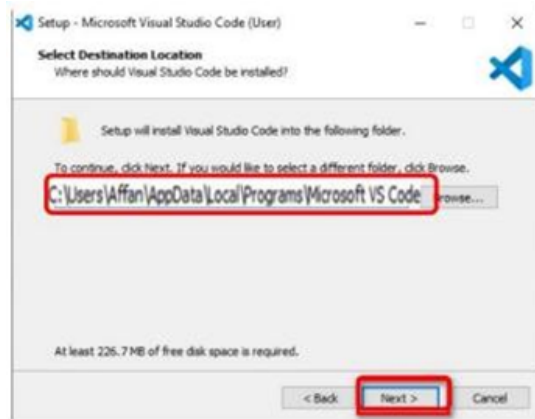 Setup - Microsoft Visual Studio Code (User)
Select Destination Location
Where should Visual Studio Code be installed?
Setup will install Visual Studio Code into the following folder.
To continue, click Next. If you would like to select a different folder, click Browse.
C:\Users\Affan\AppData\Local\Programs\Microsoft VS Code
rowse...
At least 226.7 MB of free disk space is required.
< Back
Next >
Cancel